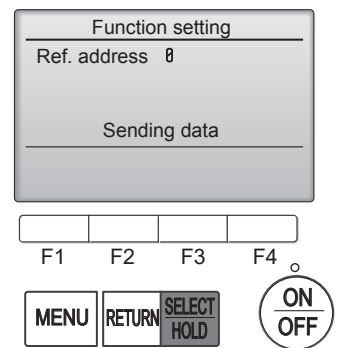 Function setting
Ref. address 0
Sending data
F1 F2 F3 F4
MENU RETURN SELECT HOLD ON OFF